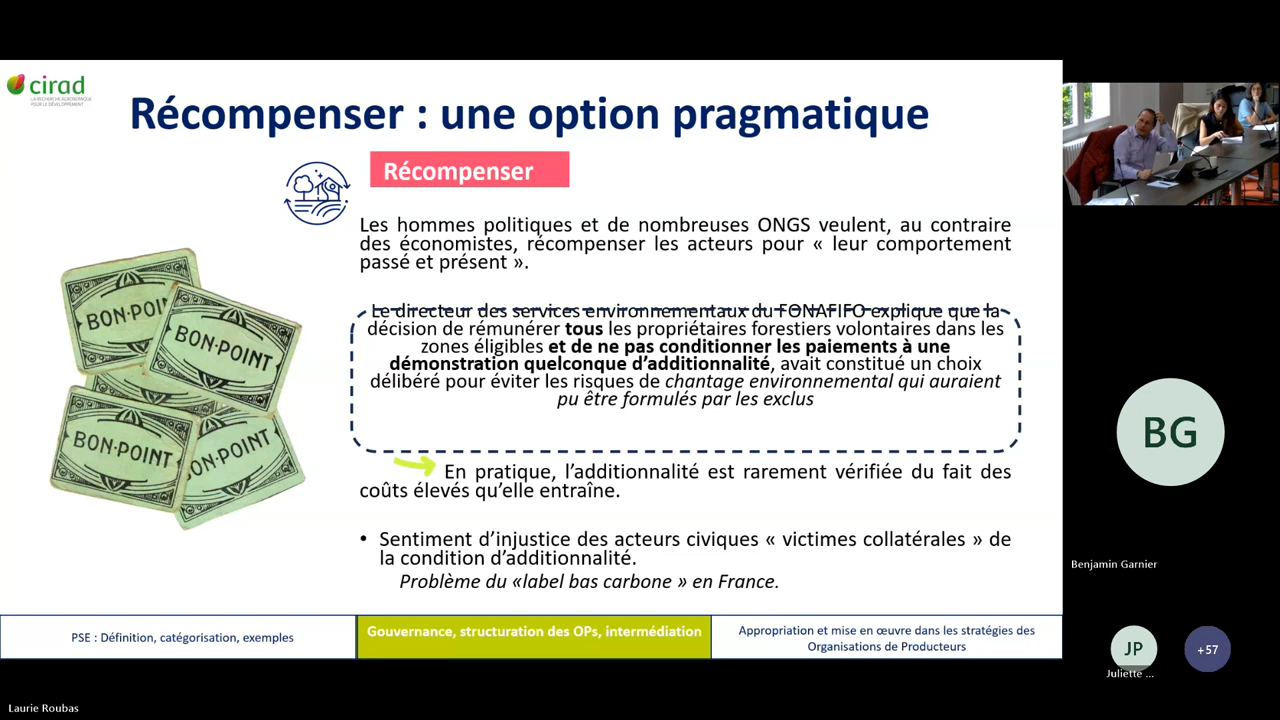 cirad
LA RECHERCHE AGRONOMIQUE
POUR LE DÉVELOPPEMENT
Récompenser : une option pragmatique
Récompenser
Les hommes politiques et de nombreuses ONGS veulent, au contraire
des économistes, récompenser les acteurs pour « leur comportement
passé et présent ».
BON-POIN
BON-POINT
BON-POINT
ON-POINT
Le directeur des services environnementaux du FONAFIFO explique que la
décision de rémunérer tous les propriétaires forestiers volontaires dans les
zones éligibles et de ne pas conditionner les paiements à une
démonstration quelconque d’additionnalité, avait constitué un choix
délibéré pour éviter les risques de chantage environnemental qui auraient
pu être formulés par les exclus
En pratique, l’additionnalité est rarement vérifiée du fait des
coûts élevés qu’elle entraîne.
• Sentiment d’injustice des acteurs civiques « victimes collatérales » de
la condition d’additionnalité.
Problème du «label bas carbone » en France.
PSE : Définition, catégorisation, exemples
Gouvernance, structuration des OPs, intermédiation
Appropriation et mise en œuvre dans les stratégies des
Organisations de Producteurs
BG
Benjamin Garnier
JP
Juliette ...
+57
Laurie Roubas